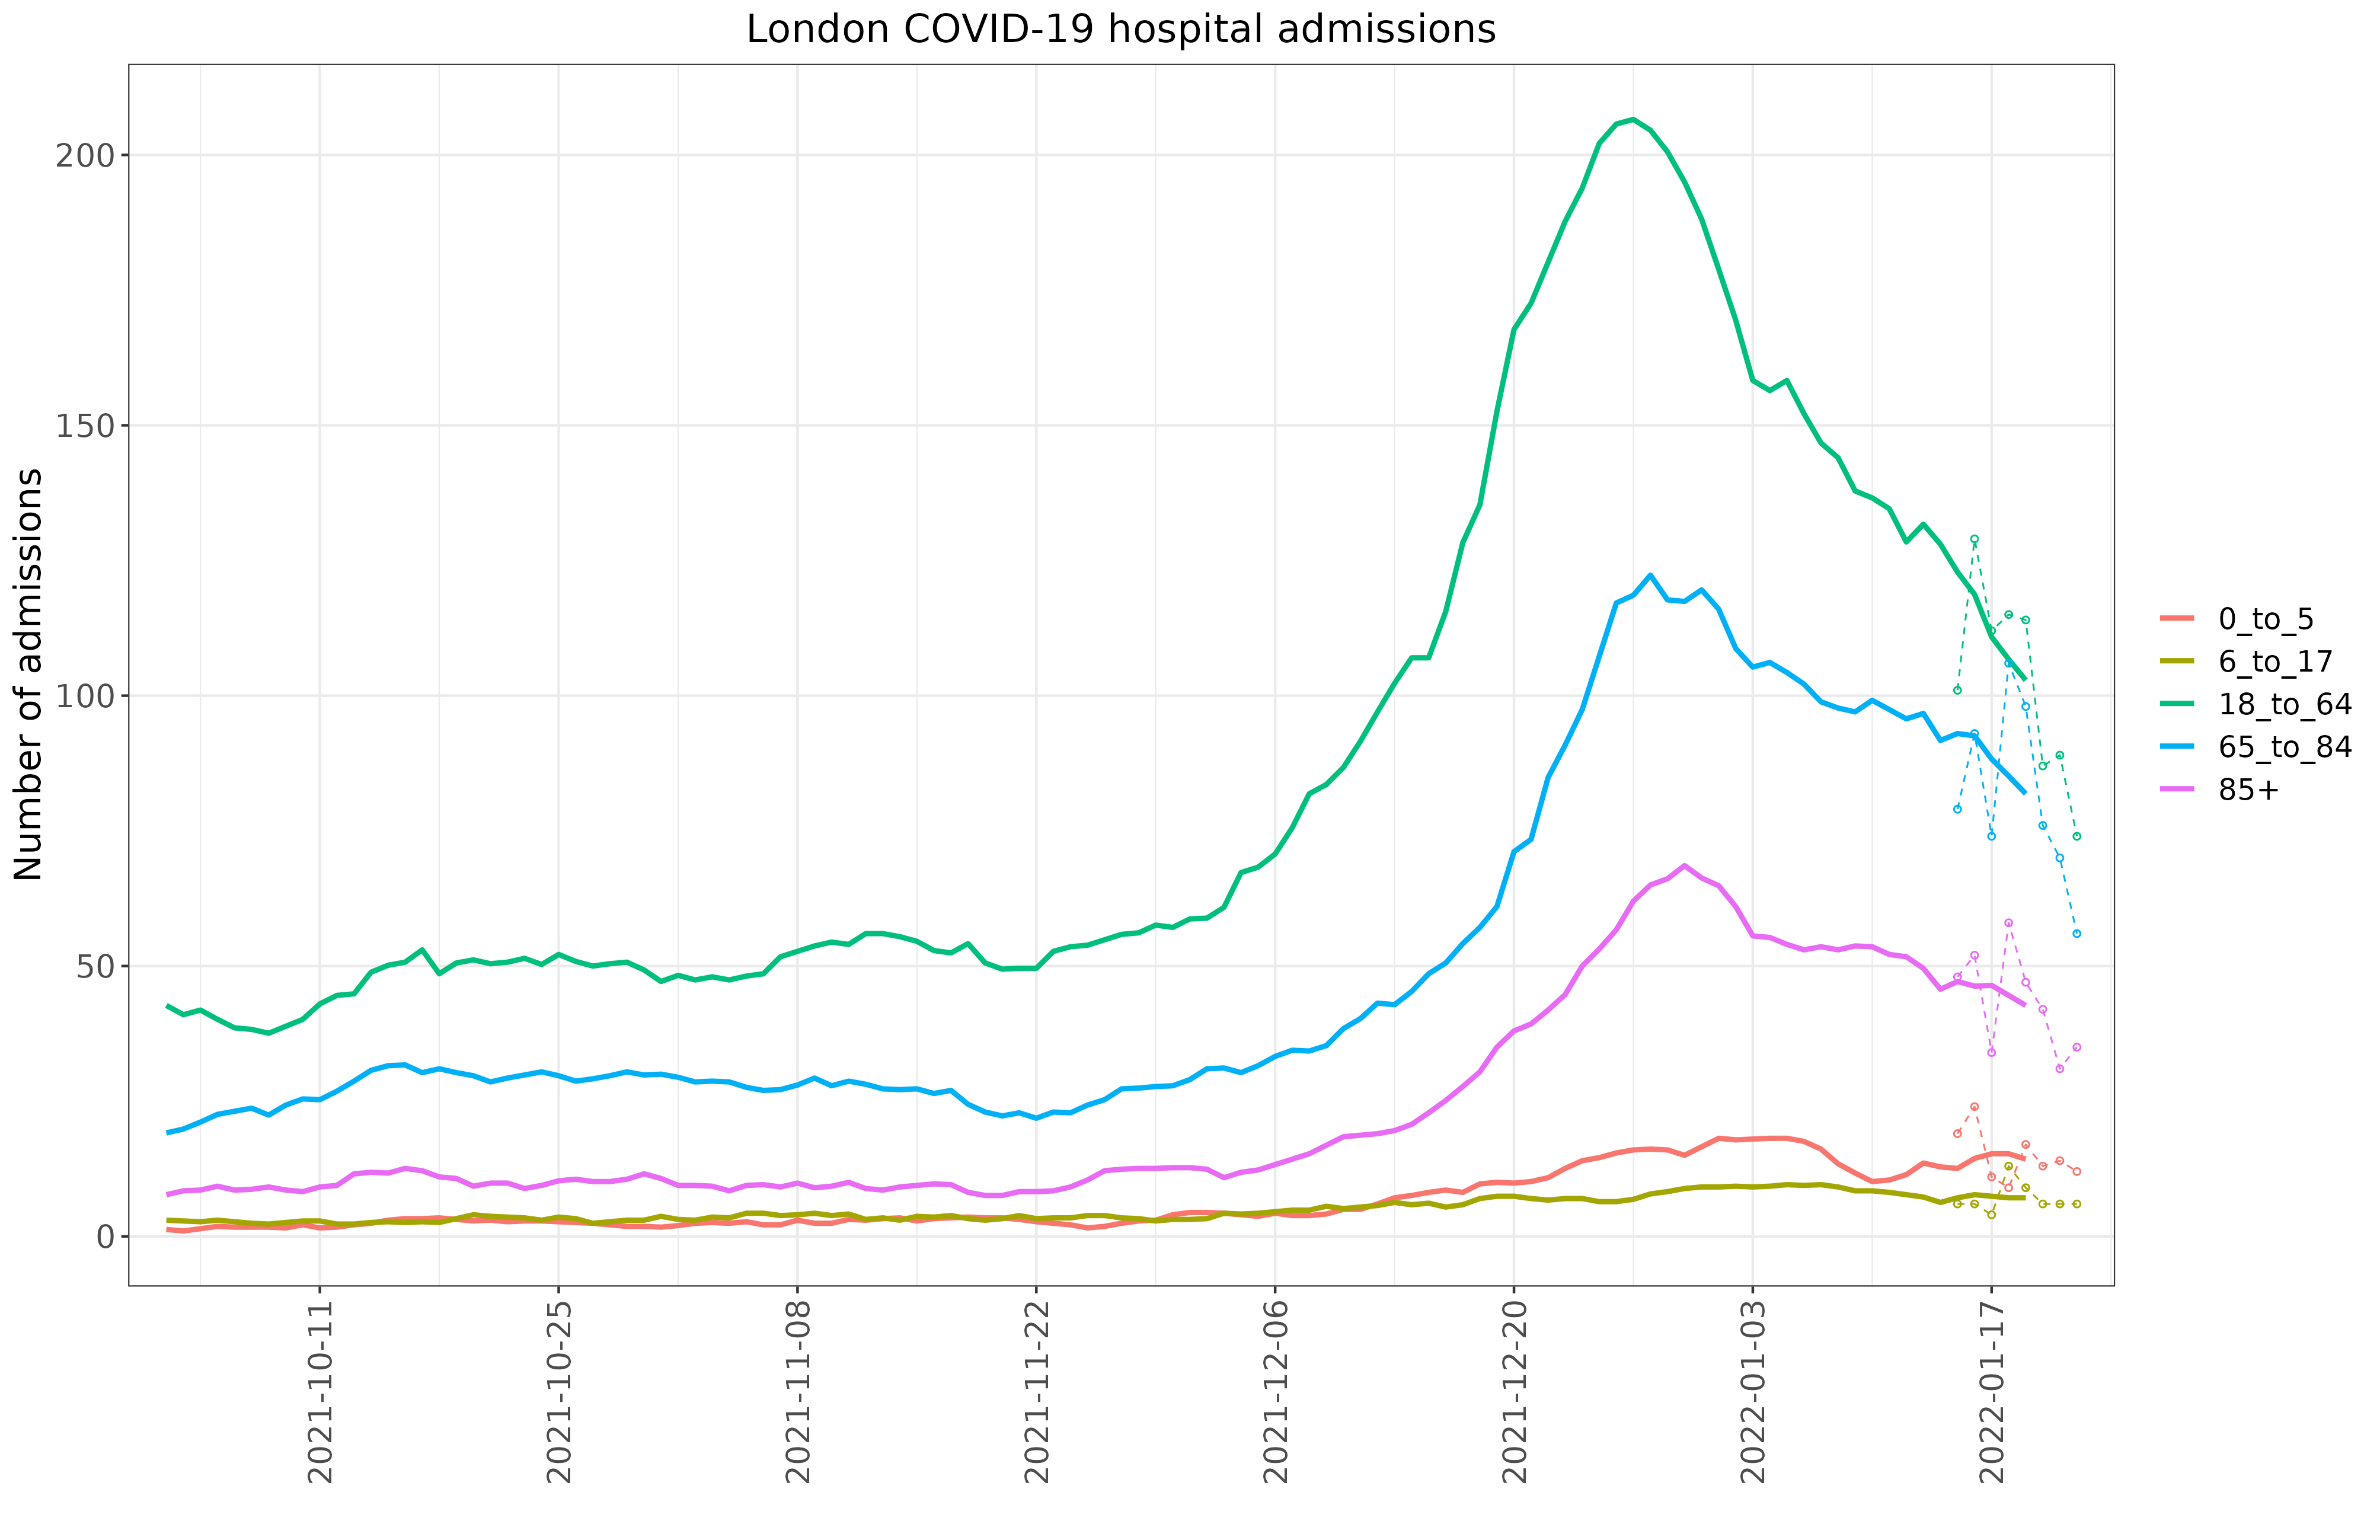 London COVID-19 hospital admissions
Number of admissions
200
150
100
50
0
2021-10-11
2021-10-25
2021-11-08
2021-11-22
2021-12-06
2021-12-20
2022-01-03
2022-01-17
0_to_5
6_to_17
18_to_64
65_to_84
85+